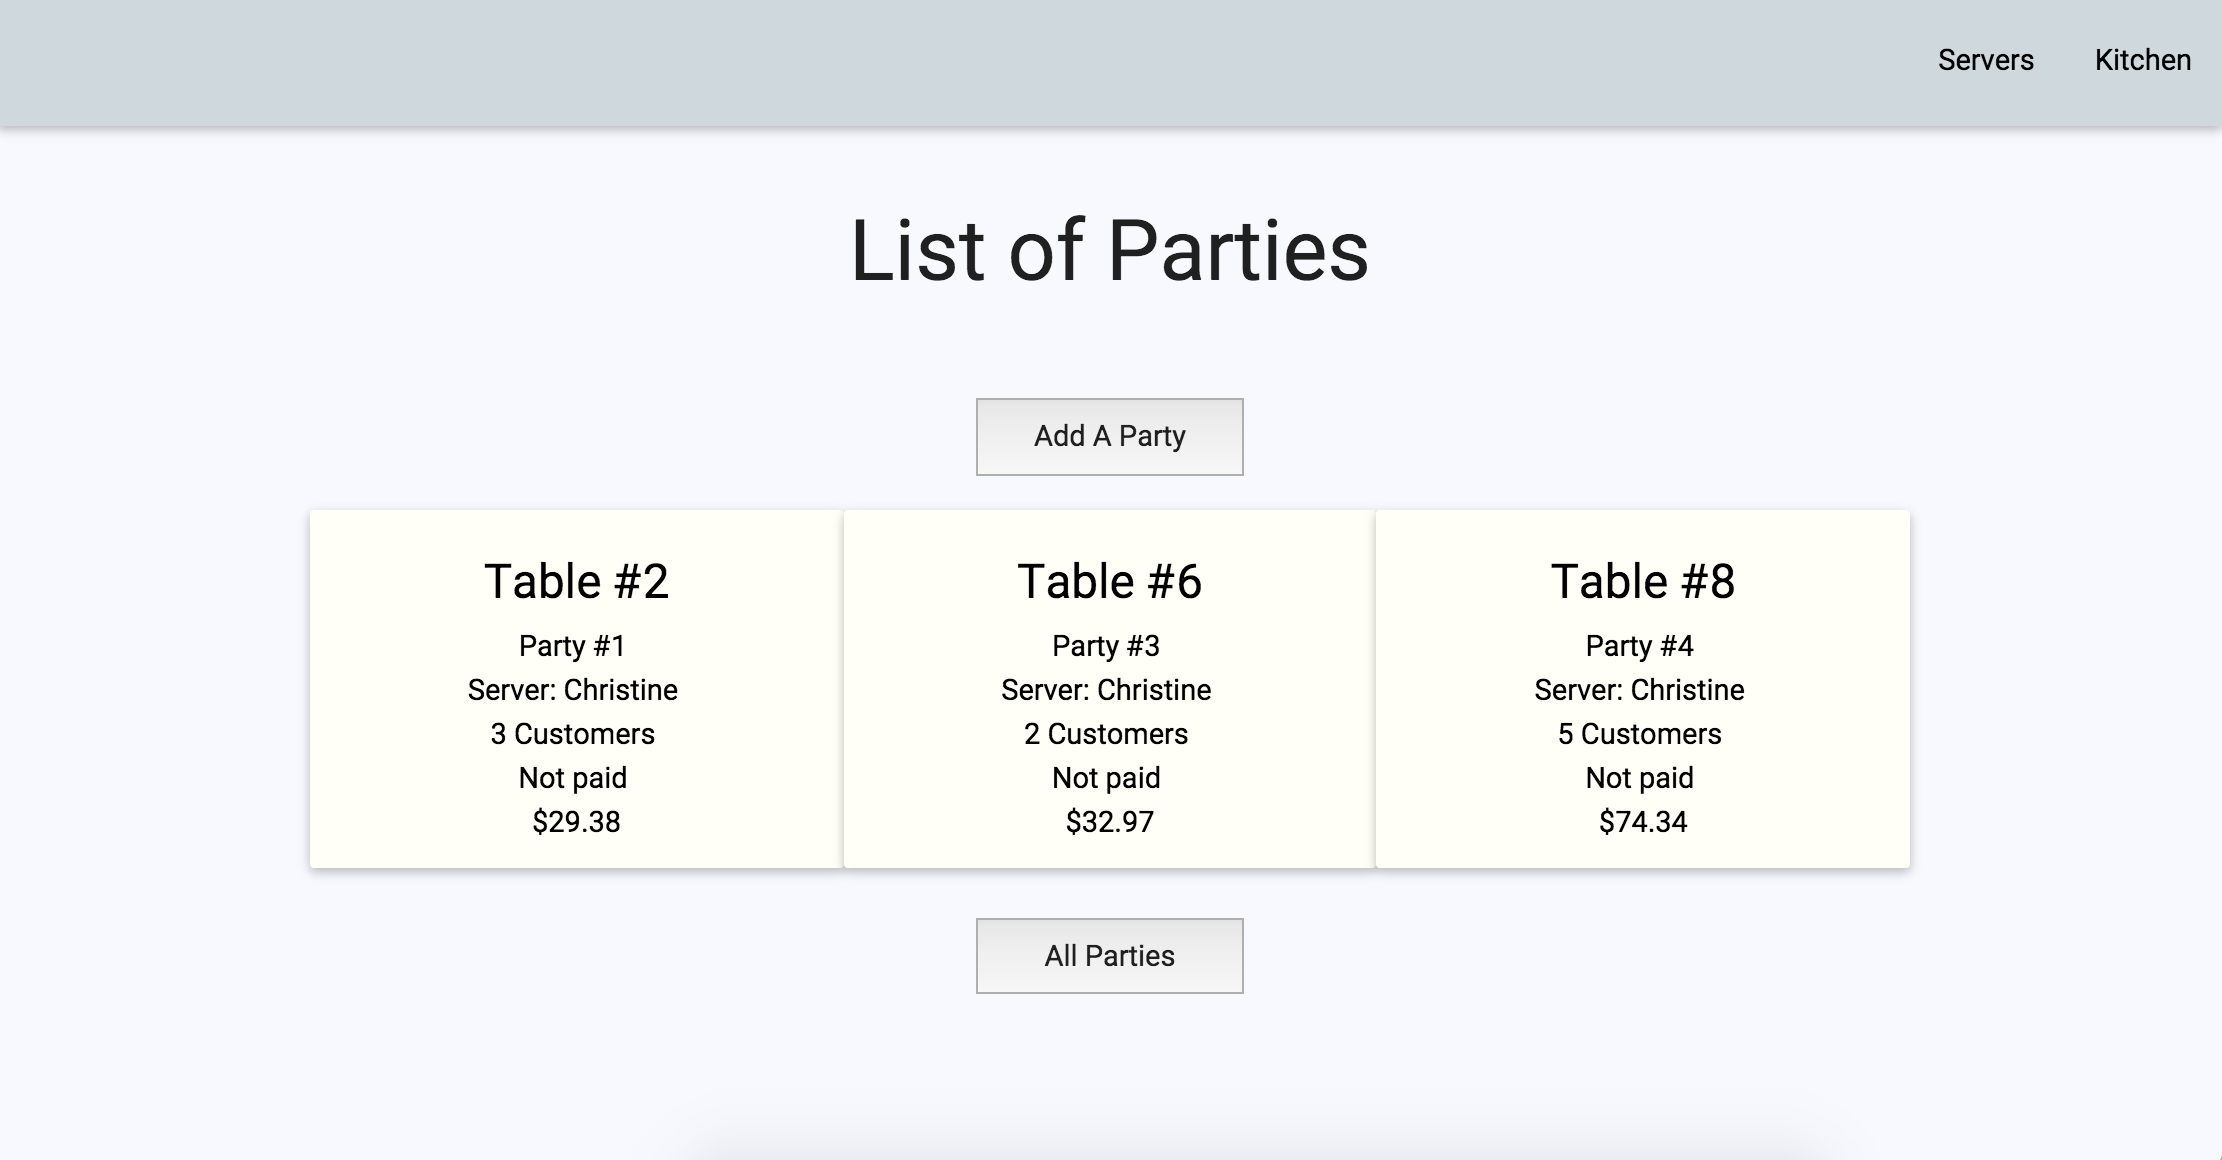 Servers Kitchen
List of Parties
Add A Party
Table #2
Party #1
Server: Christine
3 Customers
Not paid
$29.38
Table #6
Party #3
Server: Christine
2 Customers
Not paid
$32.97
Table #8
Party #4
Server: Christine
5 Customers
Not paid
$74.34
All Parties